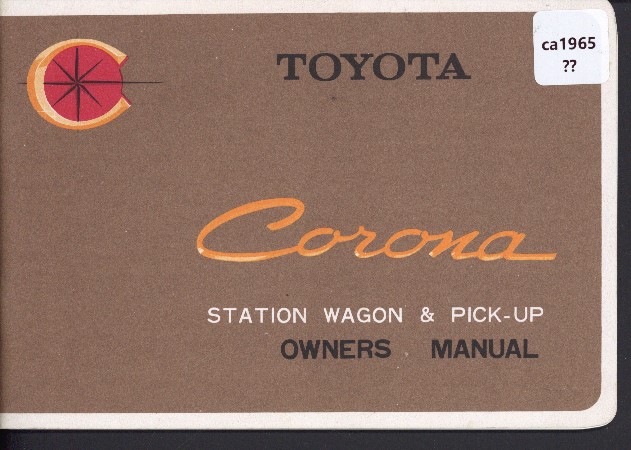 ca1965
??
TOYOTA
Corona
STATION WAGON & PICK-UP
OWNERS MANUAL